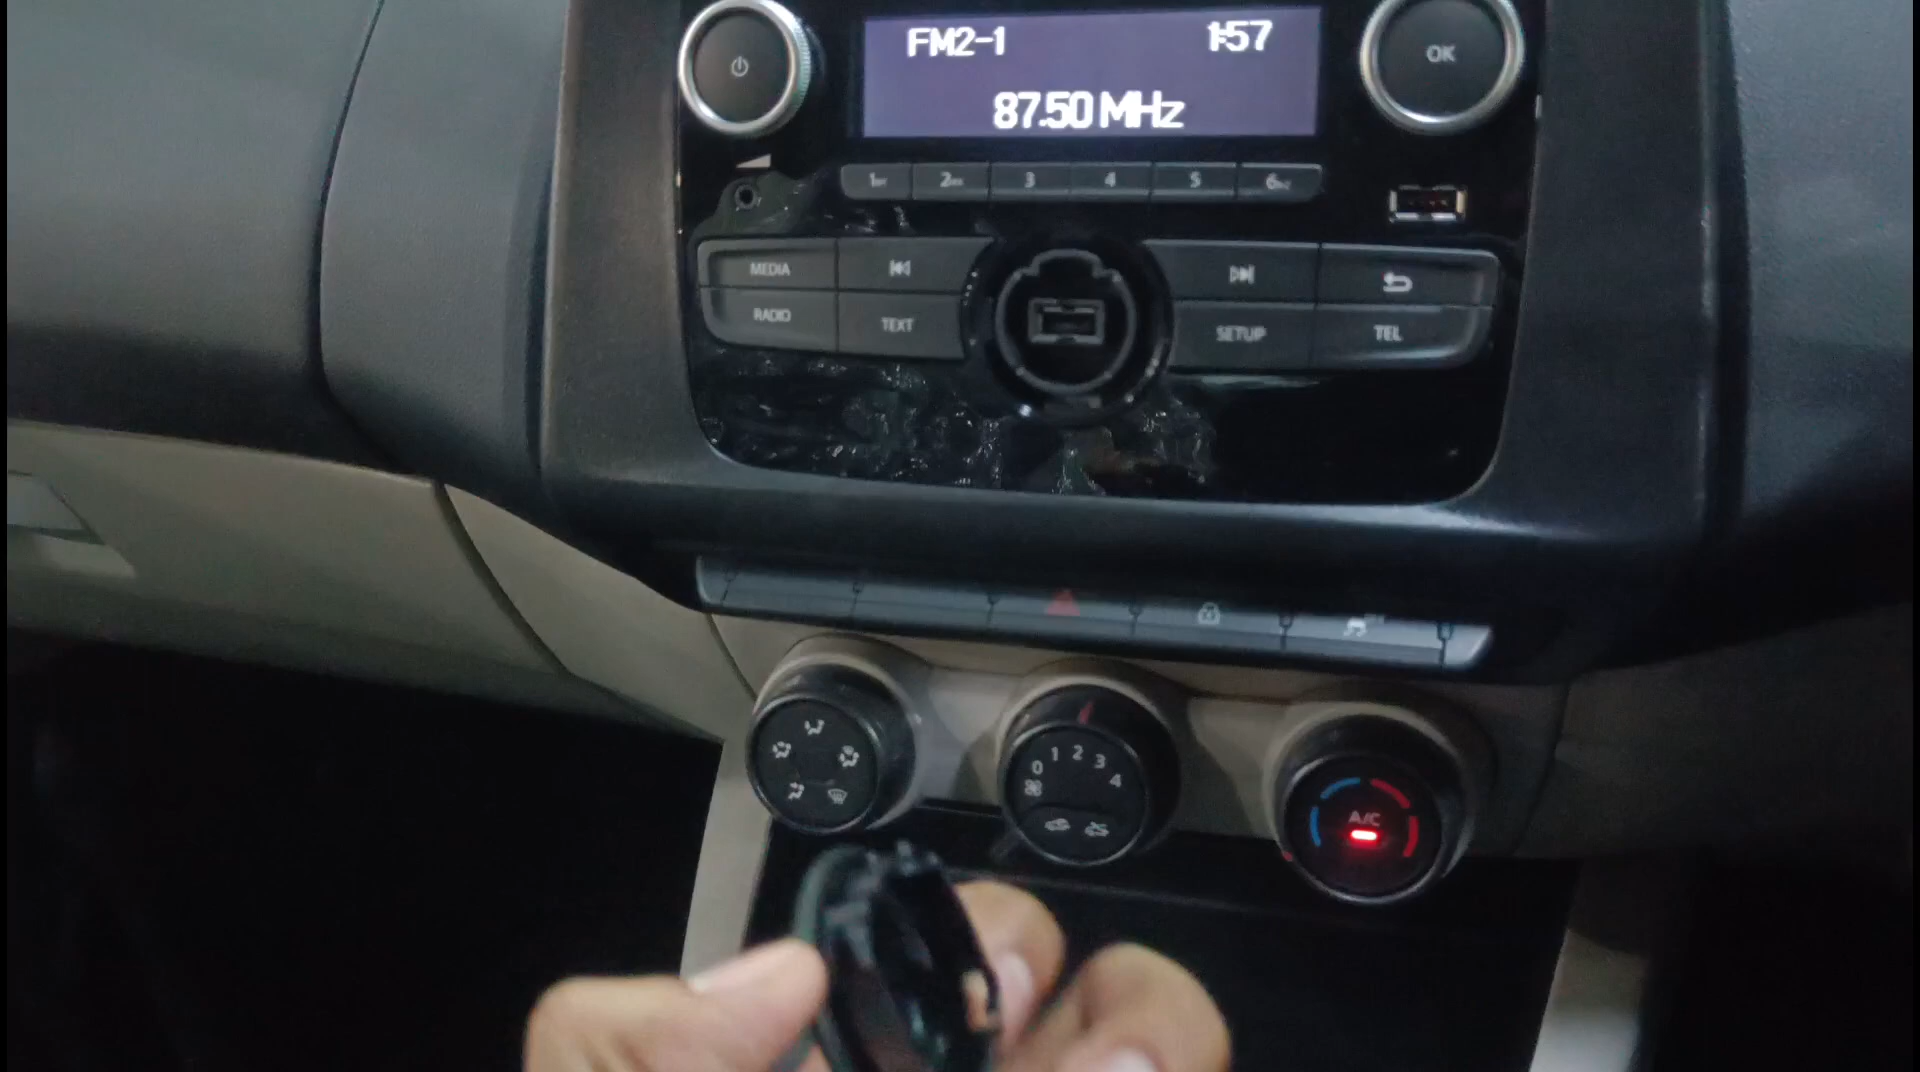 FM2-1 1:57
87.50 MHz
OK
1 2 3 4 5 6
MEDIA
RADIO TEXT SETUP TEL
0 1 2 3 4
A/C